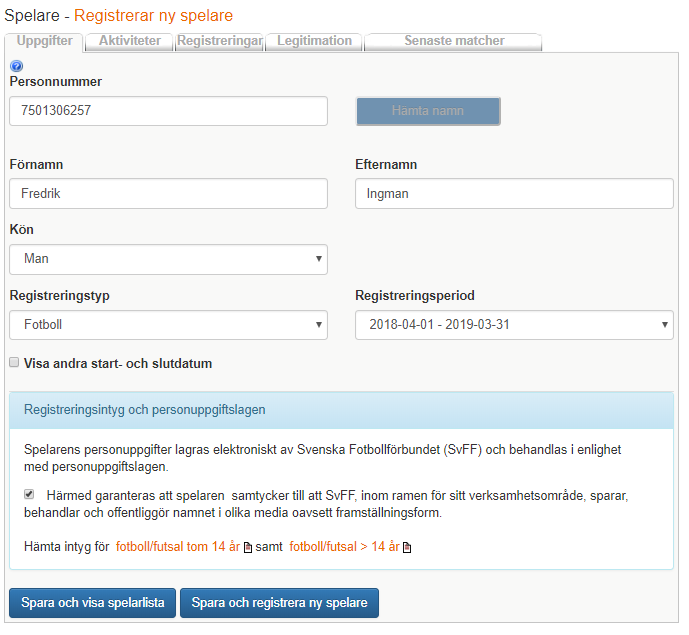 Spelare - Registrerar ny spelare
Uppgifter Aktiviteter Registreringar Legitimation Senaste matcher
Personnummer
7501306257 Hämta namn
Förnamn Efternamn
Fredrik Ingman
Kön
Man
Registreringstyp Registreringsperiod
Fotboll 2018-04-01 - 2019-03-31
Visa andra start- och slutdatum
Registreringsintyg och personuppgiftslagen
Spelarens personuppgifter lagras elektroniskt av Svenska Fotbollförbundet (SvFF) och behandlas i enlighet
med personuppgiftslagen.
Härmed garanteras att spelaren samtycker till att SvFF, inom ramen för sitt verksamhetsområde, sparar,
behandlar och offentliggör namnet i olika media oavsett framställningsform.
Hämta intyg för fotboll/futsal tom 14 år samt fotboll/futsal > 14 år
Spara och visa spelarlista Spara och registrera ny spelare